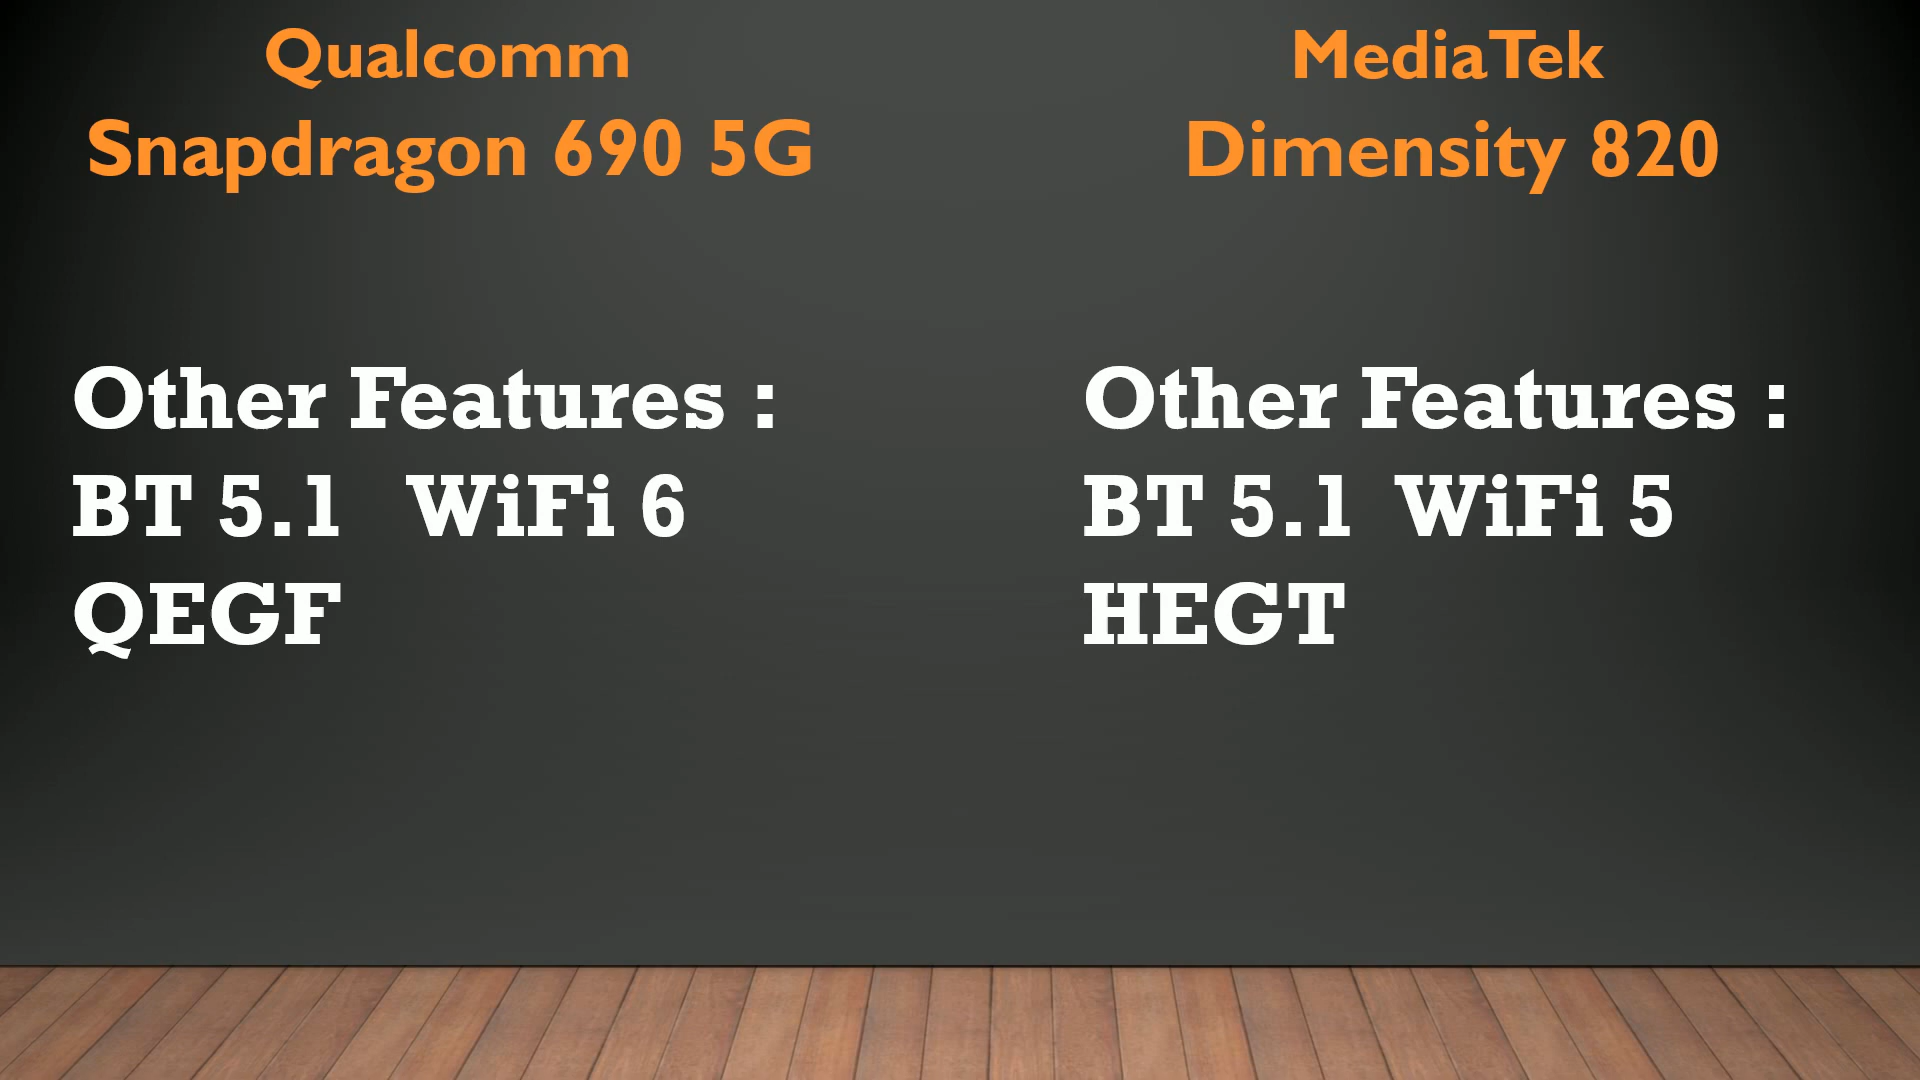 Qualcomm
Snapdragon 690 5G
Other Features :
BT 5.1 WiFi 6
QEGF
MediaTek
Dimensity 820
Other Features :
BT 5.1 WiFi 5
HEGT